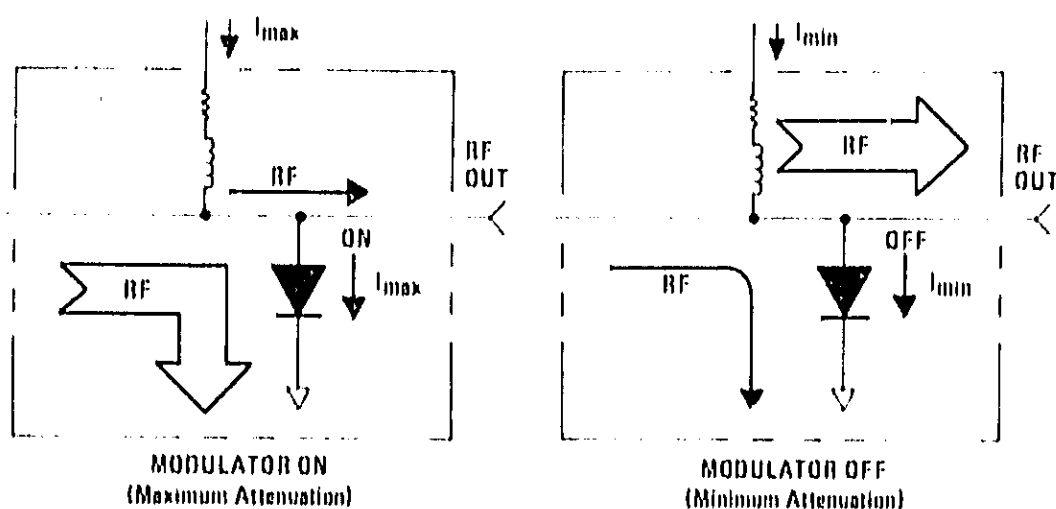 Imax
RF
OUT
RF
ON
Imax
RF
MODULATOR ON
(Maximum Attenuation)
Imin
RF
RF
OUT
OFF
Imin
RF
MODULATOR OFF
(Minimum Attenuation)